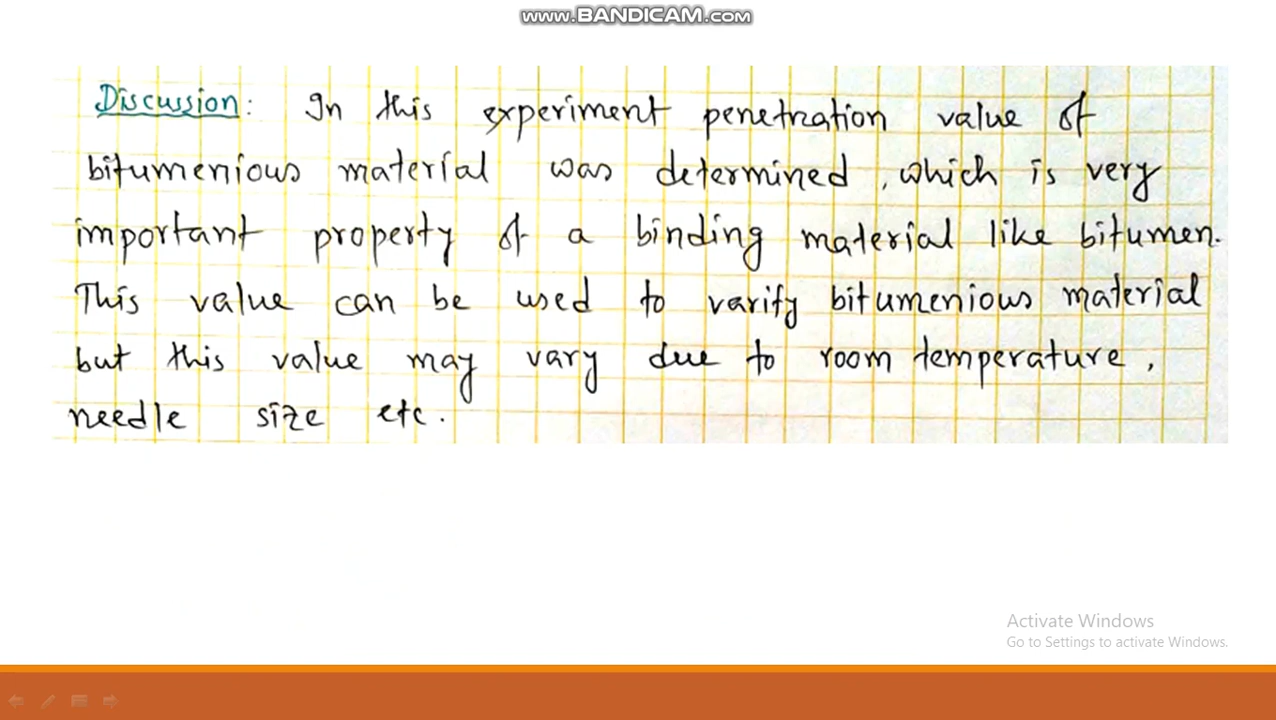 www.BANDICAM.com
Discussion: In this experiment penetration value of
bitumenious material was determined, which is very
important property of a binding material like bitumen.
This value can be used to varify bitumenious material
but this value may vary due to room temperature,
needle size etc.
Activate Windows
Go to Settings to activate Windows.